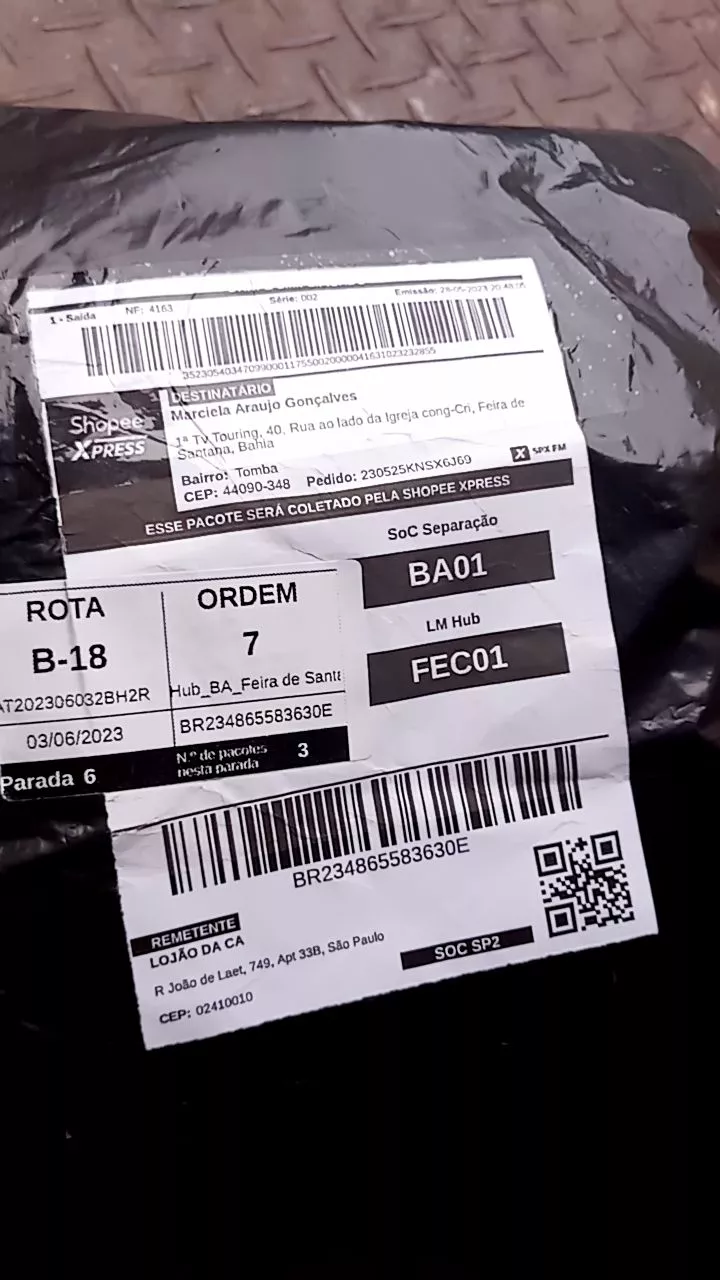 1 - Saída NF: 4163 Série: 002 Emissão: 28-05-2023 20:48:05
DESTINATÁRIO
Marciela Araujo Gonçalves
Shopee
XPRESS
1ª Tv Touring, 40, Rua ao lado da Igreja cong-Cri, Feira de
Santana, Bahia
Bairro: Tomba
CEP: 44090-348 Pedido: 230525KNSX6J69
X SPX FM
ESSE PACOTE SERÁ COLETADO PELA SHOPEE XPRESS
SoC Separação
BA01
LM Hub
FEC01
ROTA
B-18
AT202306032BH2R
03/06/2023
Parada 6
ORDEM
7
Hub_BA_Feira de Sant
BR234865583630E
N.º de pacotes
nesta parada
3
BR234865583630E
REMETENTE
LOJÃO DA CA
R João de Laet, 749, Apt 33B, São Paulo
CEP: 02410010
SOC SP2